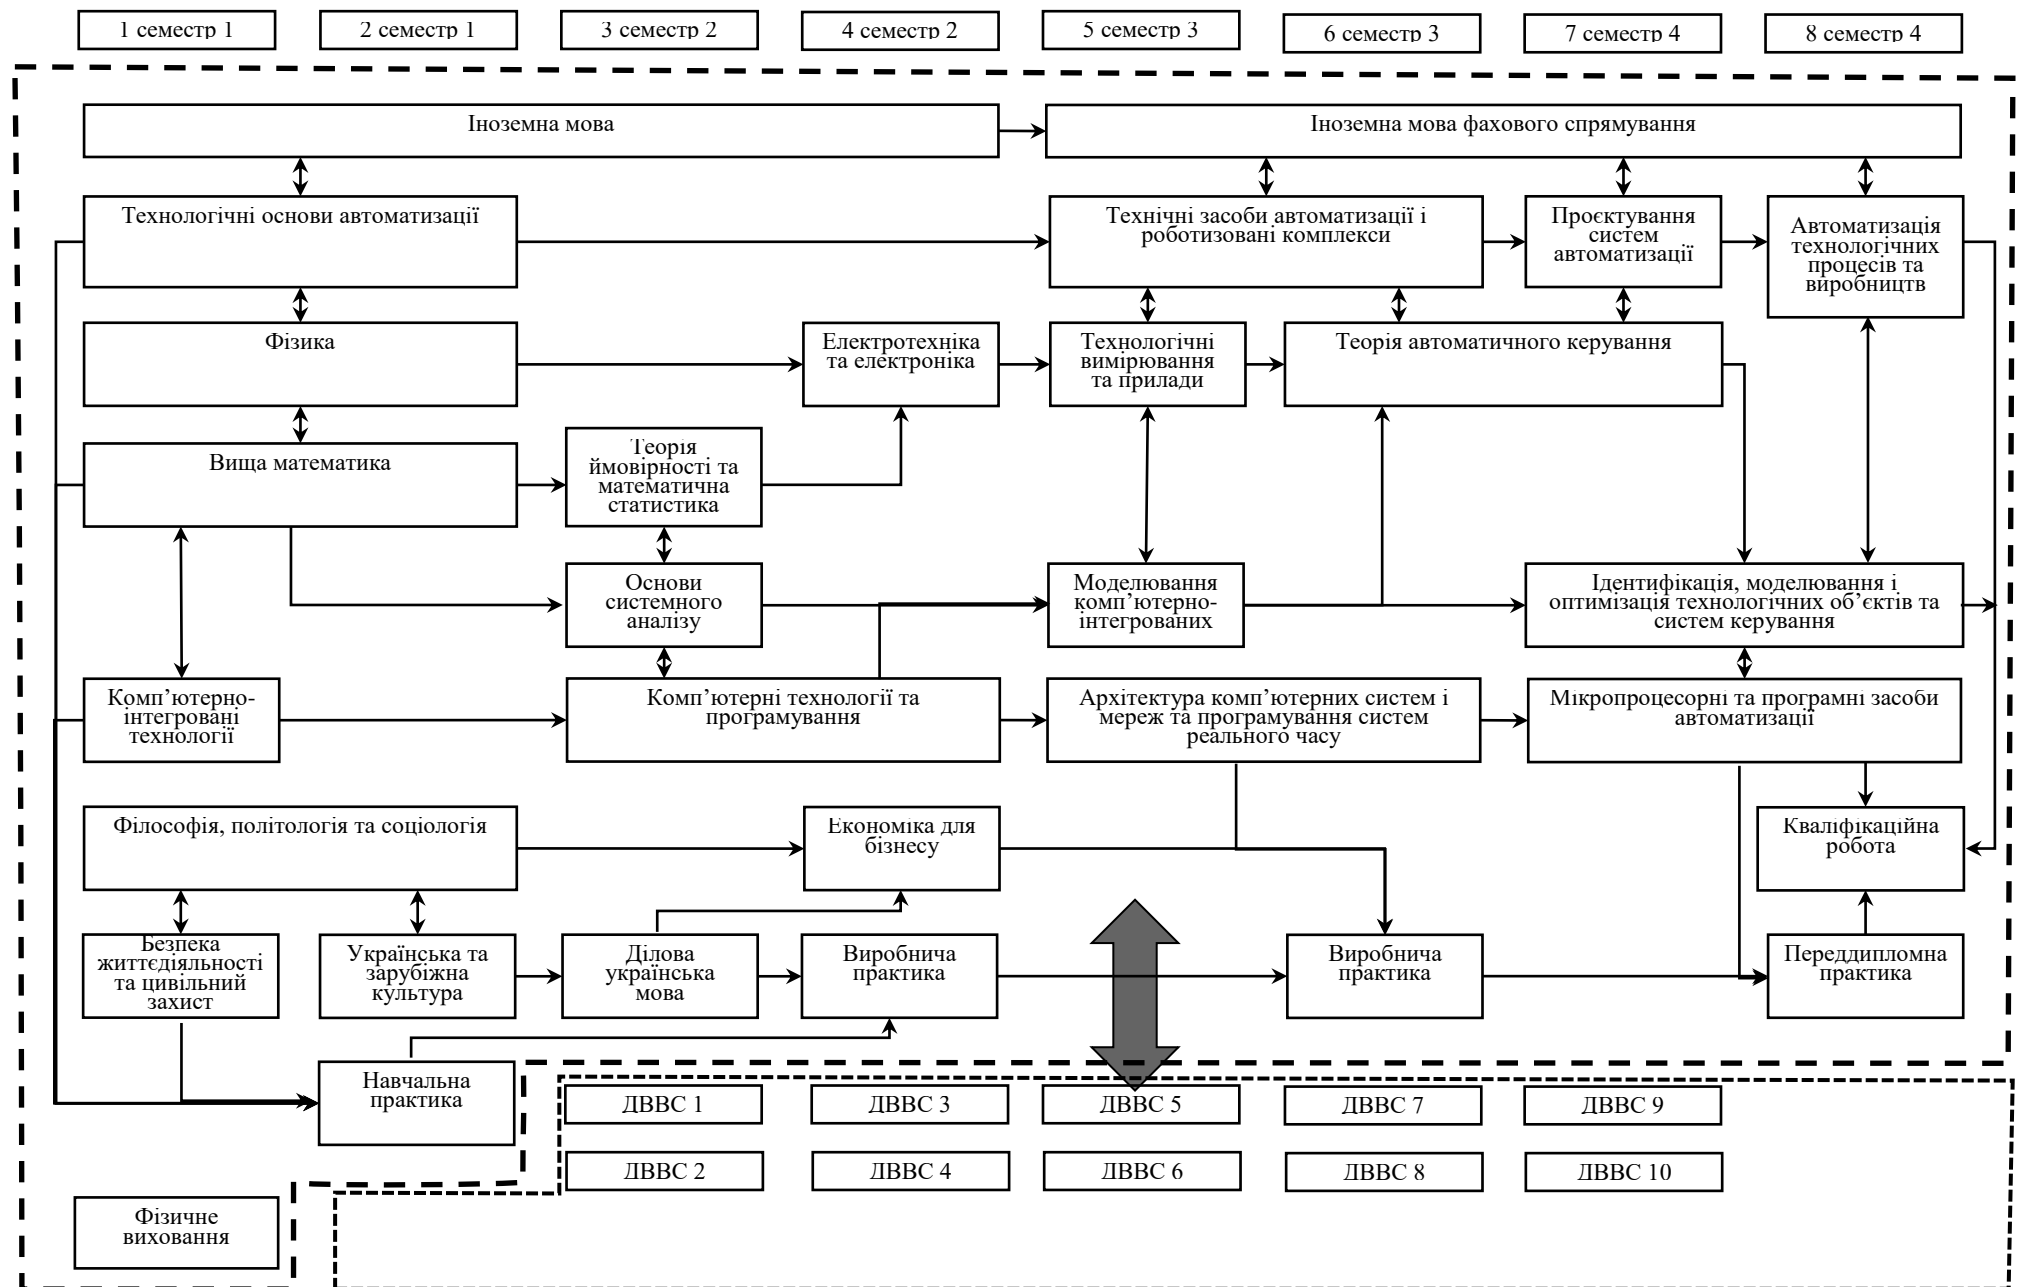 1 семестр 1
2 семестр 1
3 семестр 2
4 семестр 2
5 семестр 3
6 семестр 3
7 семестр 4
8 семестр 4
Іноземна мова
Іноземна мова фахового спрямування
Технологічні основи автоматизації
Технічні засоби автоматизації і
роботизовані комплекси
Проєктування
систем
автоматизації
Автоматизація
технологічних
процесів та
виробництв
Фізика
Електротехніка
та електроніка
Технологічні
вимірювання
та прилади
Теорія автоматичного керування
Вища математика
Теорія
ймовірності та
математична
статистика
Основи
системного
аналізу
Моделювання
комп’ютерно-
інтегрованих
Ідентифікація, моделювання і
оптимізація технологічних об’єктів та
систем керування
Комп’ютерно-
інтегровані
технології
Комп’ютерні технології та
програмування
Архітектура комп’ютерних систем і
мереж та програмування систем
реального часу
Мікропроцесорні та програмні засоби
автоматизації
Філософія, політологія та соціологія
Економіка для
бізнесу
Кваліфікаційна
робота
Безпека
життєдіяльності
та цивільний
захист
Українська та
зарубіжна
культура
Ділова
українська
мова
Виробнича
практика
Виробнича
практика
Переддипломна
практика
Навчальна
практика
ДВВС 1
ДВВС 3
ДВВС 5
ДВВС 7
ДВВС 9
ДВВС 2
ДВВС 4
ДВВС 6
ДВВС 8
ДВВС 10
Фізичне
виховання